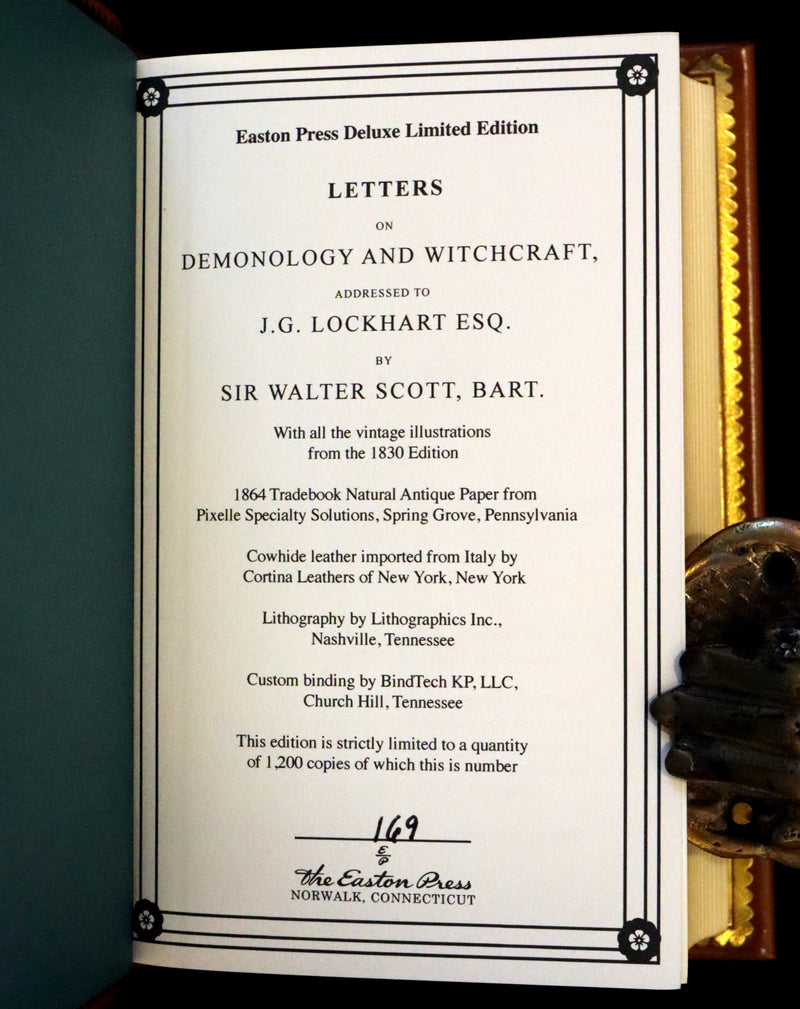 Easton Press Deluxe Limited Edition
LETTERS
ON
DEMONOLOGY AND WITCHCRAFT,
ADDRESSED TO
J.G. LOCKHART ESQ.
BY
SIR WALTER SCOTT, BART.
With all the vintage illustrations
from the 1830 Edition
1864 Tradebook Natural Antique Paper from
Pixelle Specialty Solutions, Spring Grove, Pennsylvania
Cowhide leather imported from Italy by
Cortina Leathers of New York, New York
Lithography by Lithographics Inc.,
Nashville, Tennessee
Custom binding by BindTech KP, LLC,
Church Hill, Tennessee
This edition is strictly limited to a quantity
of 1,200 copies of which this is number
169
E
P
the Easton Press
NORWALK, CONNECTICUT